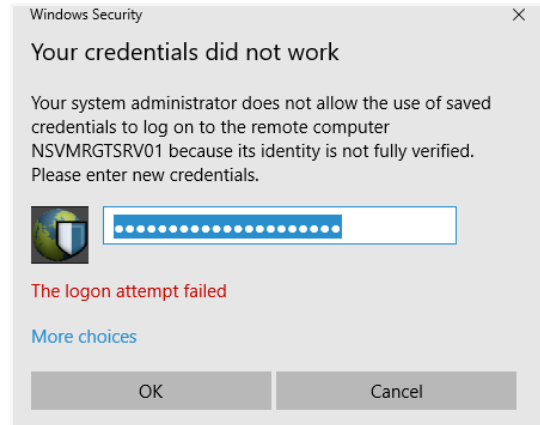 Windows Security
Your credentials did not work
Your system administrator does not allow the use of saved
credentials to log on to the remote computer
NSVMRGTSRV01 because its identity is not fully verified.
Please enter new credentials.
The logon attempt failed
More choices
OK
Cancel